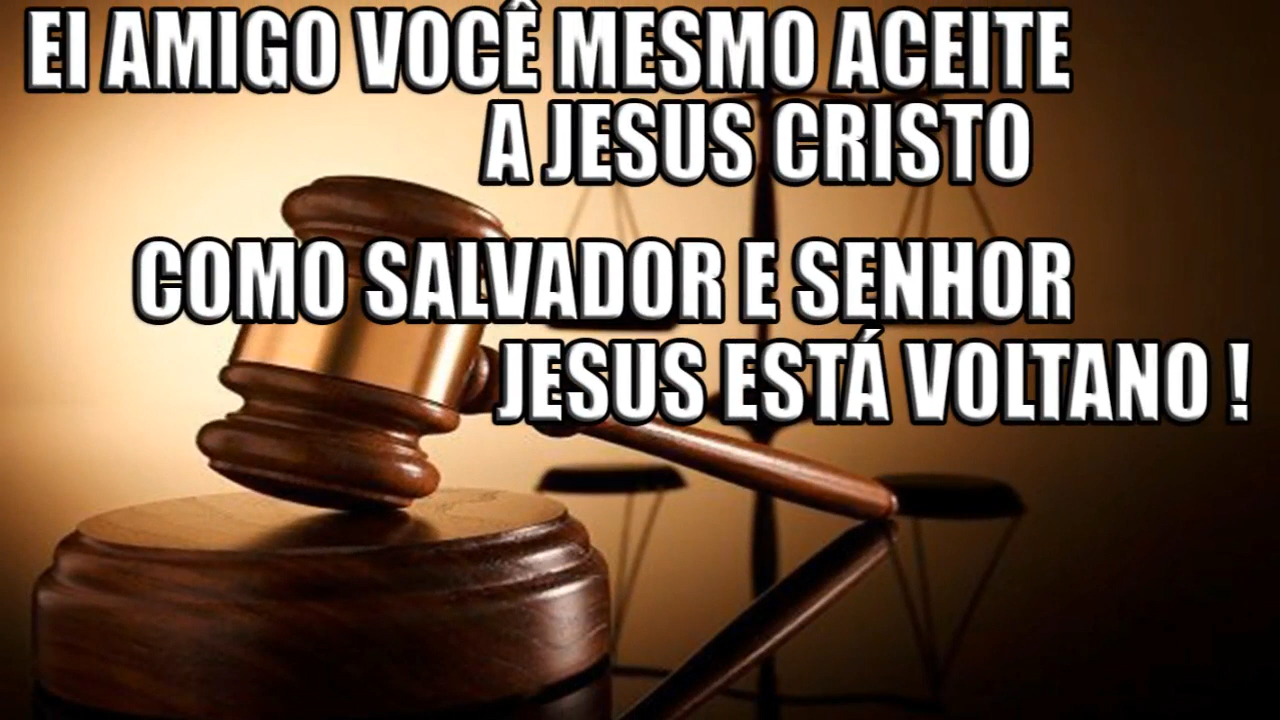 EI AMIGO VOCÊ MESMO ACEITE
A JESUS CRISTO
COMO SALVADOR E SENHOR
JESUS ESTÁ VOLTANO !